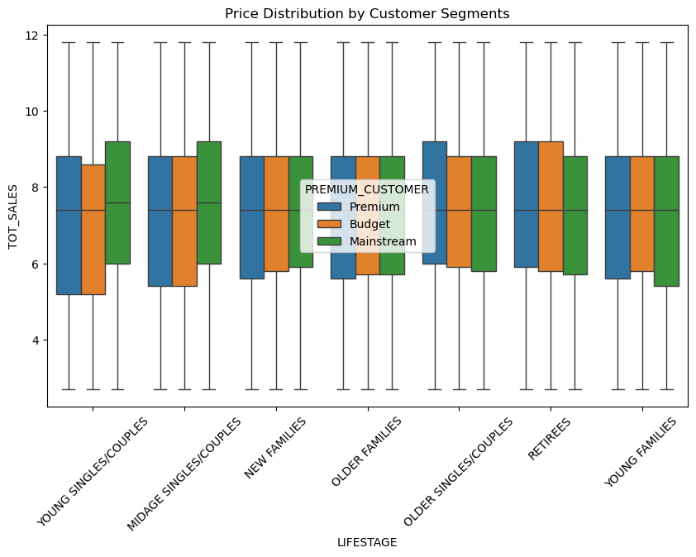 Price Distribution by Customer Segments
TOT_SALES
12
10
8
6
4
PREMIUM_CUSTOMER
Premium
Budget
Mainstream
YOUNG SINGLES/COUPLES
MIDAGE SINGLES/COUPLES
NEW FAMILIES
OLDER FAMILIES
OLDER SINGLES/COUPLES
RETIREES
YOUNG FAMILIES
LIFESTAGE